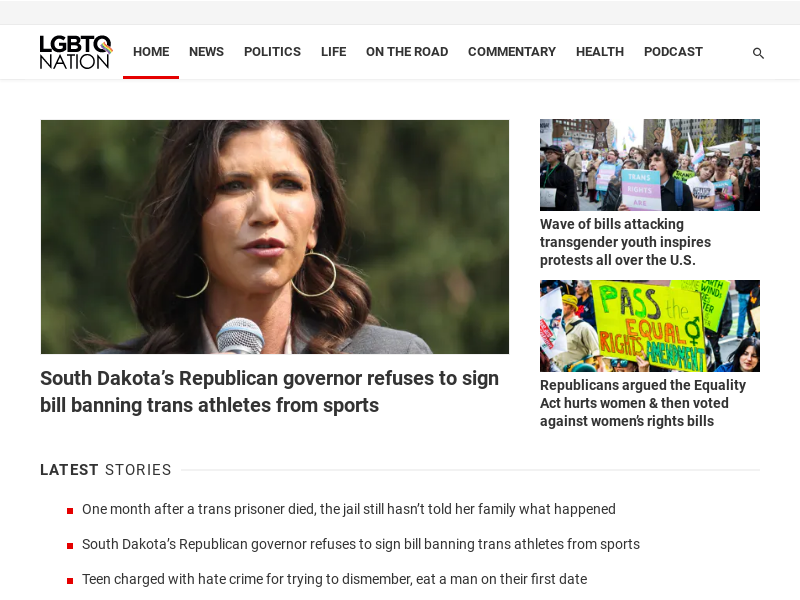 LGBTQ
NATION
HOME NEWS POLITICS LIFE ON THE ROAD COMMENTARY HEALTH PODCAST
TRANS
RIGHTS
ARE
Wave of bills attacking
transgender youth inspires
protests all over the U.S.
PASS the
EQUAL
RIGHTS AMENDMENT
Republicans argued the Equality
Act hurts women & then voted
against women's rights bills
South Dakota's Republican governor refuses to sign
bill banning trans athletes from sports
LATEST STORIES
One month after a trans prisoner died, the jail still hasn't told her family what happened
South Dakota's Republican governor refuses to sign bill banning trans athletes from sports
Teen charged with hate crime for trying to dismember, eat a man on their first date